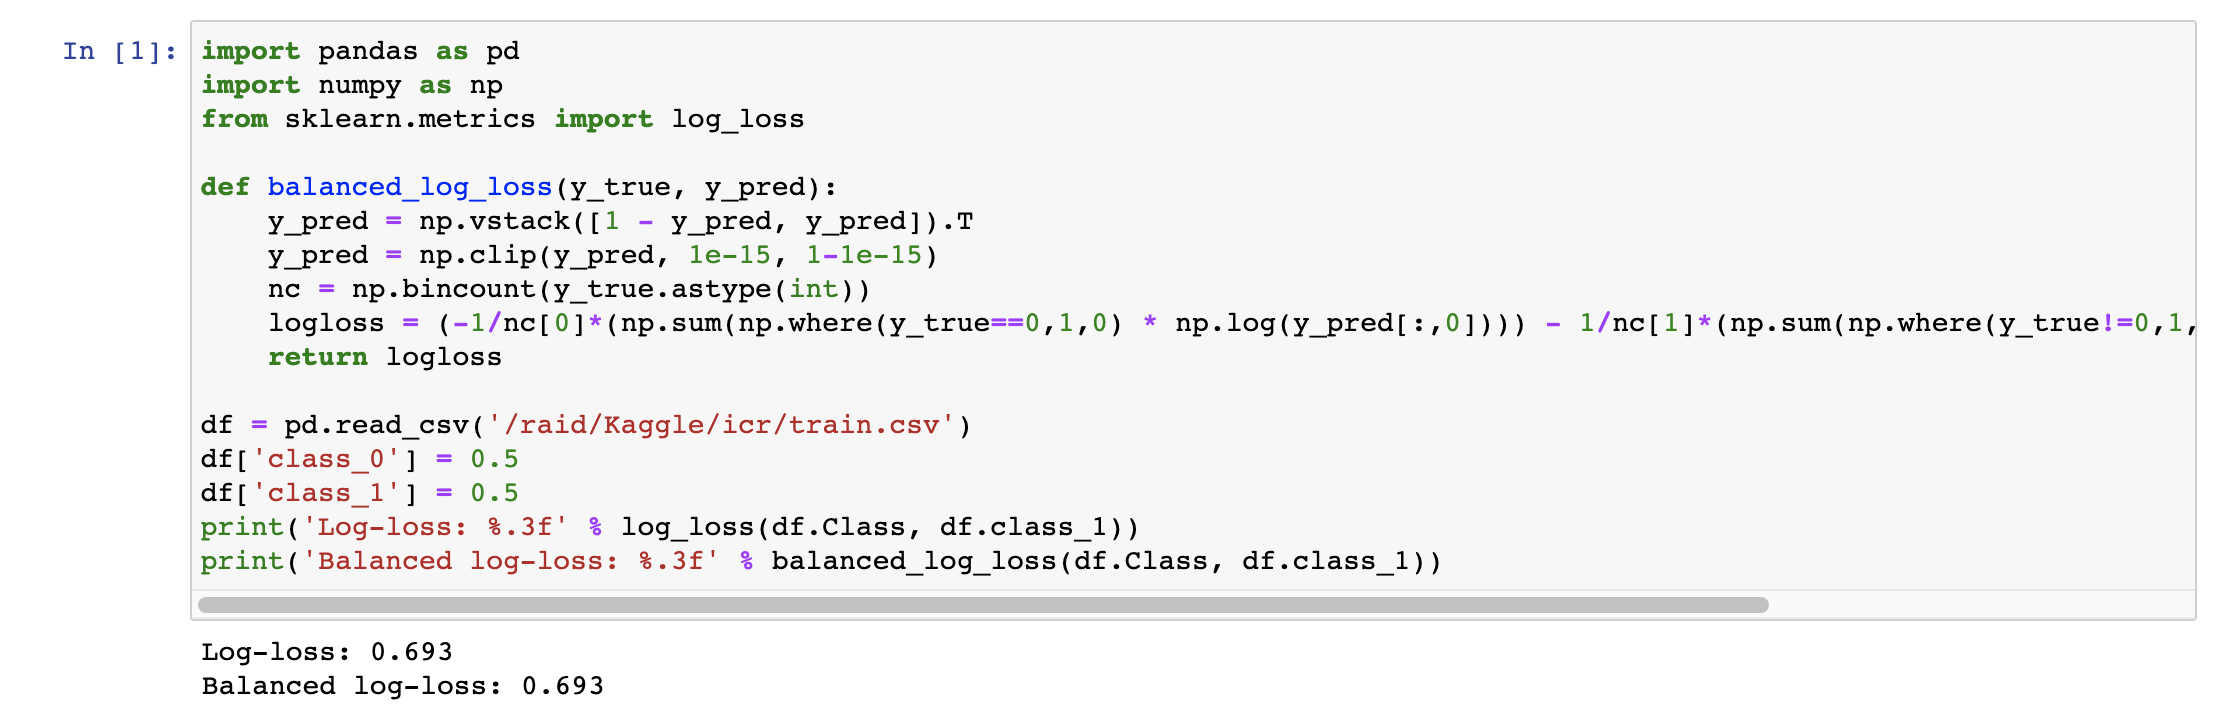 In [1]:
import pandas as pd
import numpy as np
from sklearn.metrics import log_loss

def balanced_log_loss(y_true, y_pred):
    y_pred = np.vstack([1 - y_pred, y_pred]).T
    y_pred = np.clip(y_pred, 1e-15, 1-1e-15)
    nc = np.bincount(y_true.astype(int))
    logloss = (-1/nc[0]*(np.sum(np.where(y_true==0,1,0) * np.log(y_pred[:,0]))) - 1/nc[1]*(np.sum(np.where(y_true!=0,1,
    return logloss

df = pd.read_csv('/raid/Kaggle/icr/train.csv')
df['class_0'] = 0.5
df['class_1'] = 0.5
print('Log-loss: %.3f' % log_loss(df.Class, df.class_1))
print('Balanced log-loss: %.3f' % balanced_log_loss(df.Class, df.class_1))
Log-loss: 0.693
Balanced log-loss: 0.693